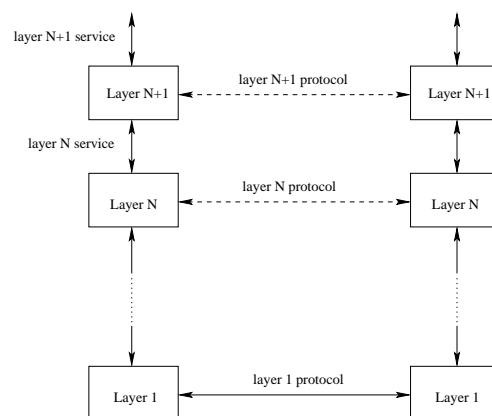 layer N+1 service
layer N+1 protocol
Layer N+1
Layer N+1
layer N service
layer N protocol
Layer N
Layer N
layer 1 protocol
Layer 1
Layer 1